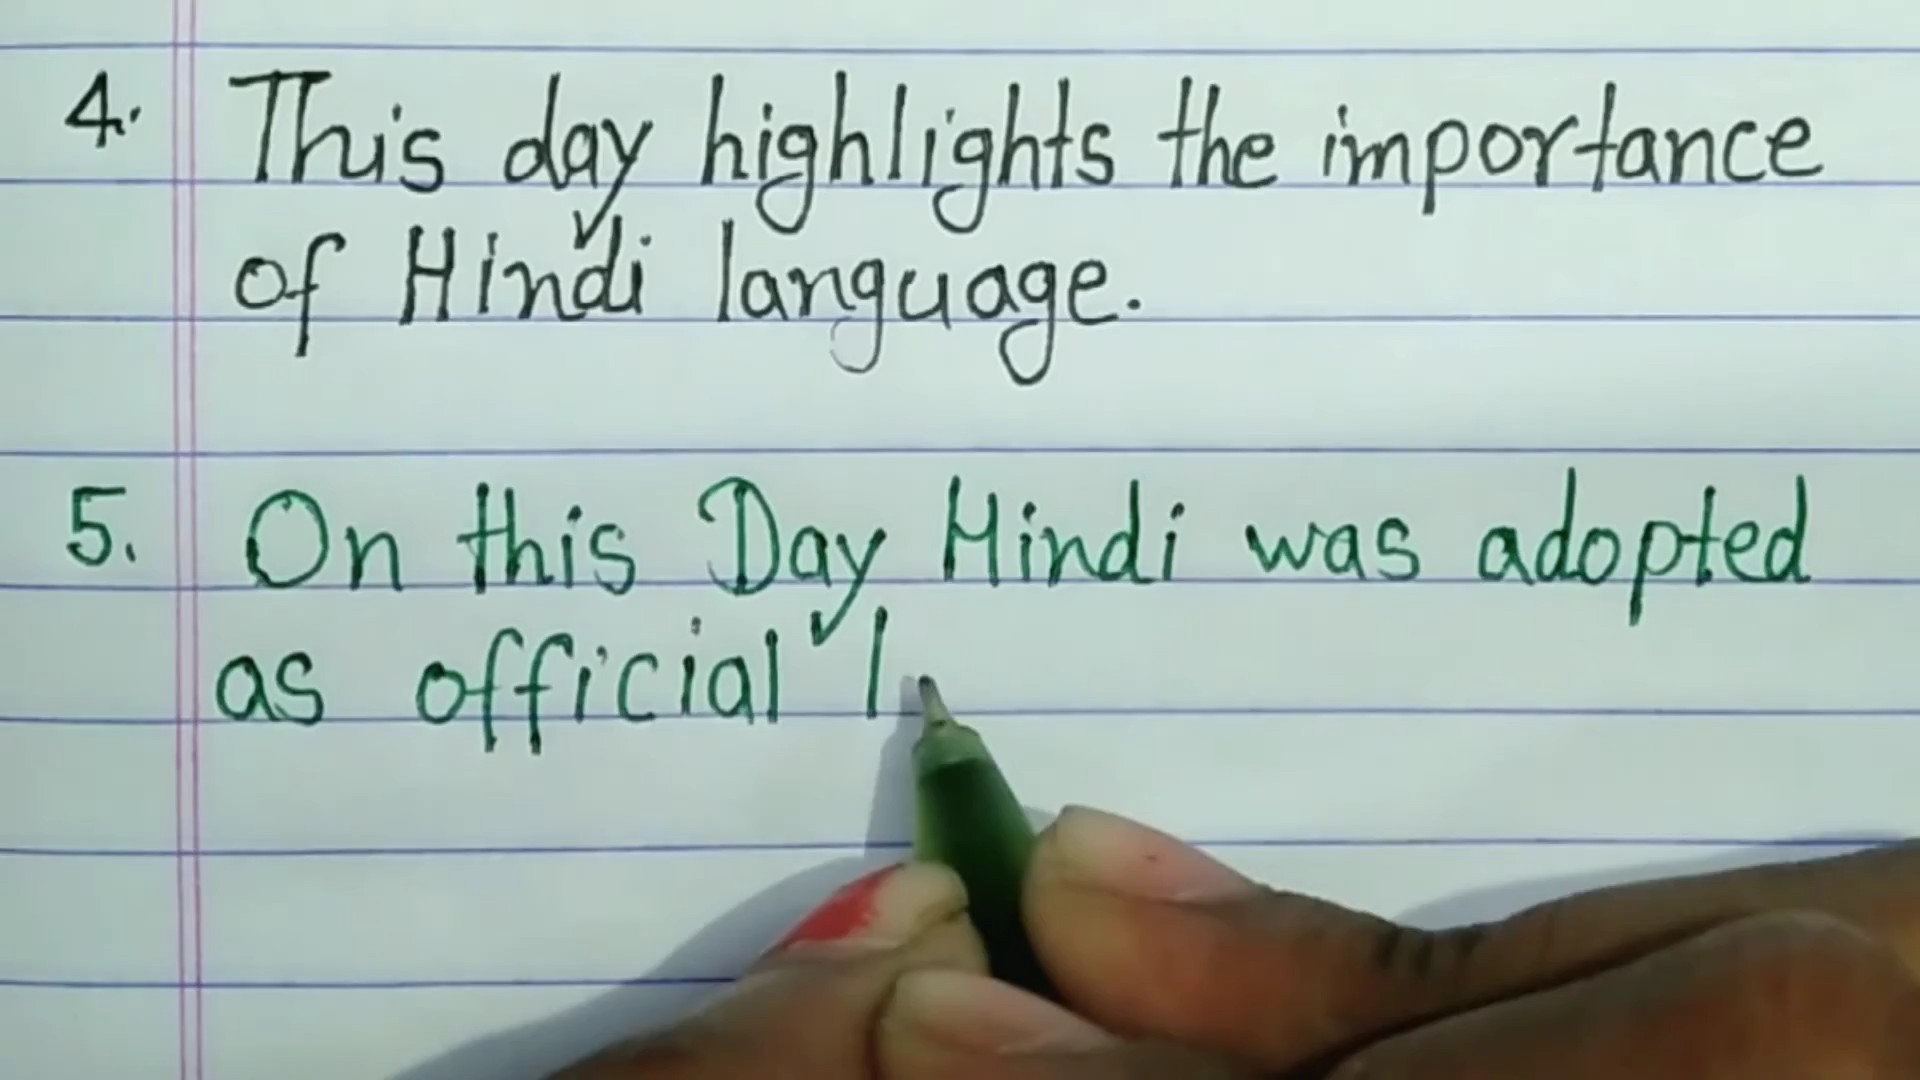 4. This day highlights the importance
of Hindi language.
5. On this Day Hindi was adopted
as official l